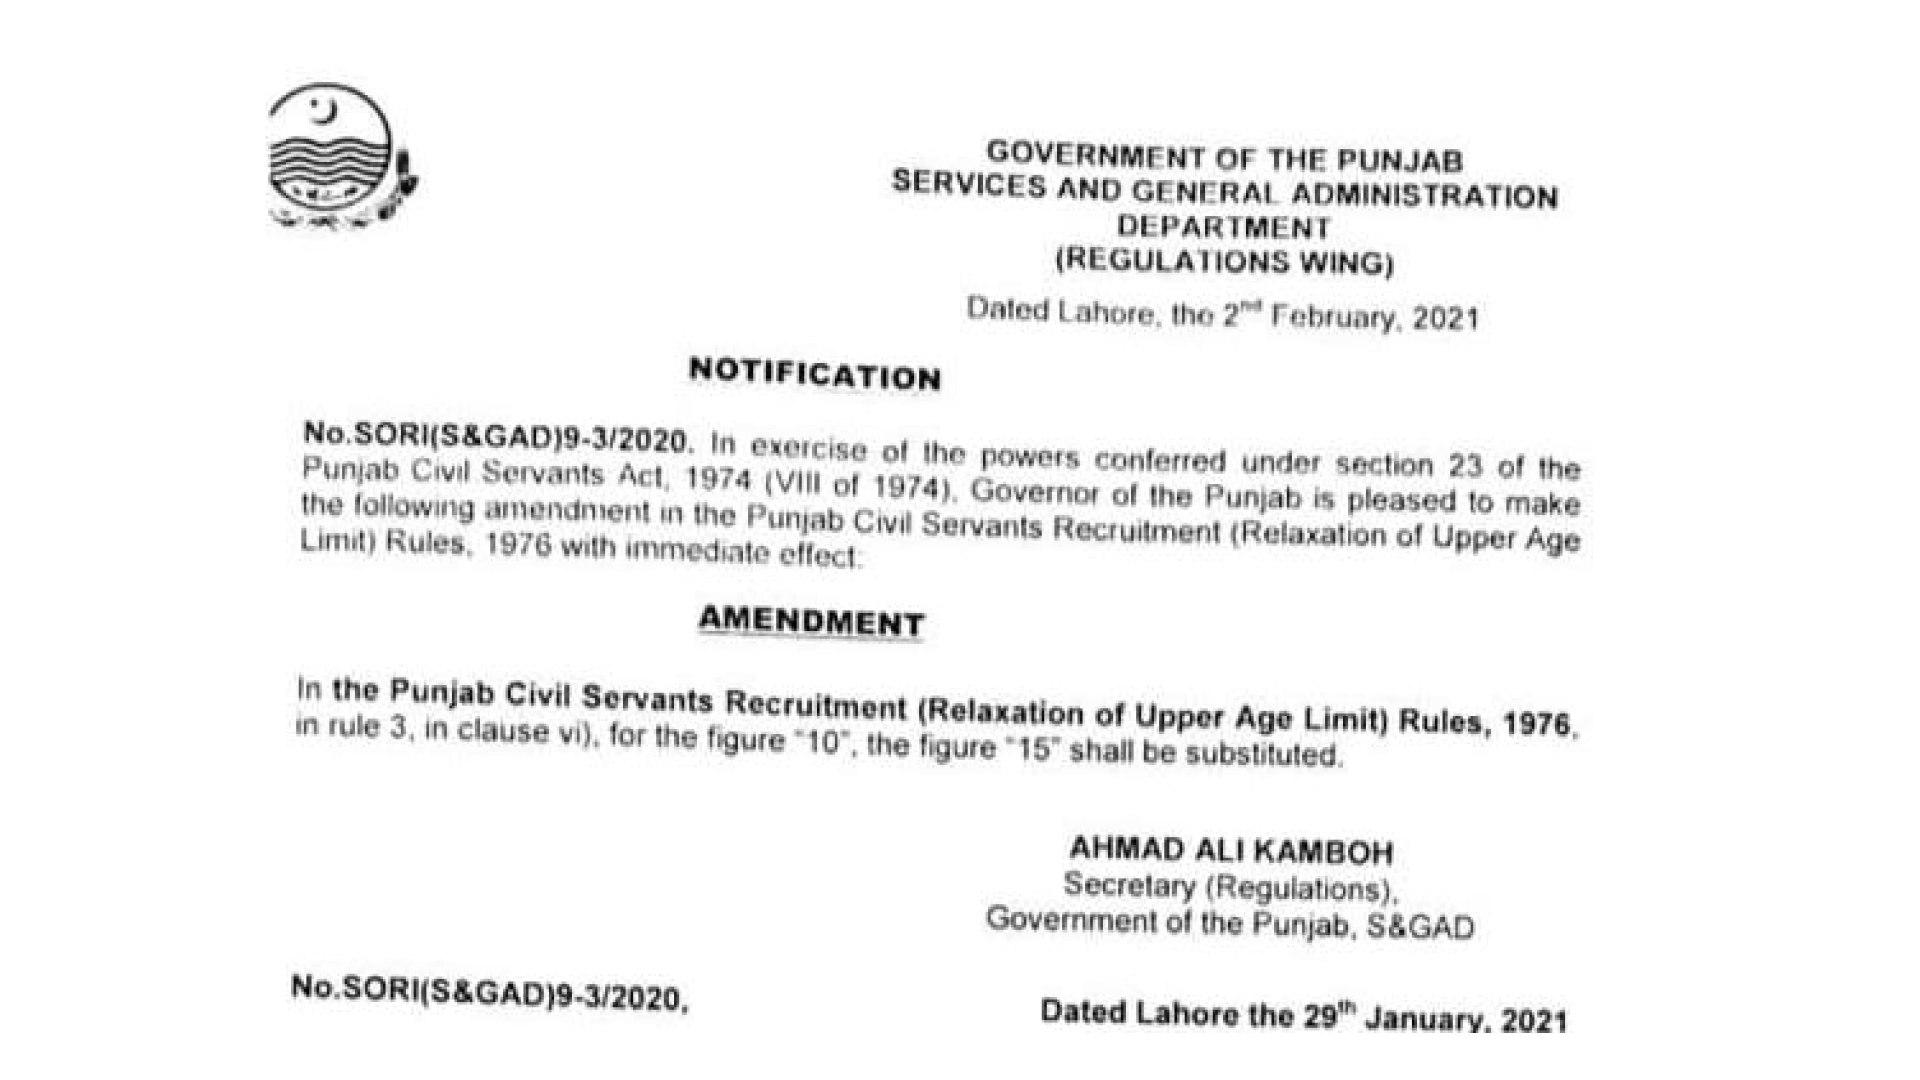 GOVERNMENT OF THE PUNJAB
SERVICES AND GENERAL ADMINISTRATION
DEPARTMENT
(REGULATIONS WING)
Dated Lahore, the 2nd February, 2021
NOTIFICATION
No.SORI(S&GAD)9-3/2020. In exercise of the powers conferred under section 23 of the
Punjab Civil Servants Act, 1974 (VIII of 1974), Governor of the Punjab is pleased to make
the following amendment in the Punjab Civil Servants Recruitment (Relaxation of Upper Age
Limit) Rules, 1976 with immediate effect:
AMENDMENT
In the Punjab Civil Servants Recruitment (Relaxation of Upper Age Limit) Rules, 1976,
in rule 3, in clause vi), for the figure "10", the figure "15" shall be substituted.
AHMAD ALI KAMBOH
Secretary (Regulations),
Government of the Punjab, S&GAD
No.SORI(S&GAD)9-3/2020,
Dated Lahore the 29th January, 2021